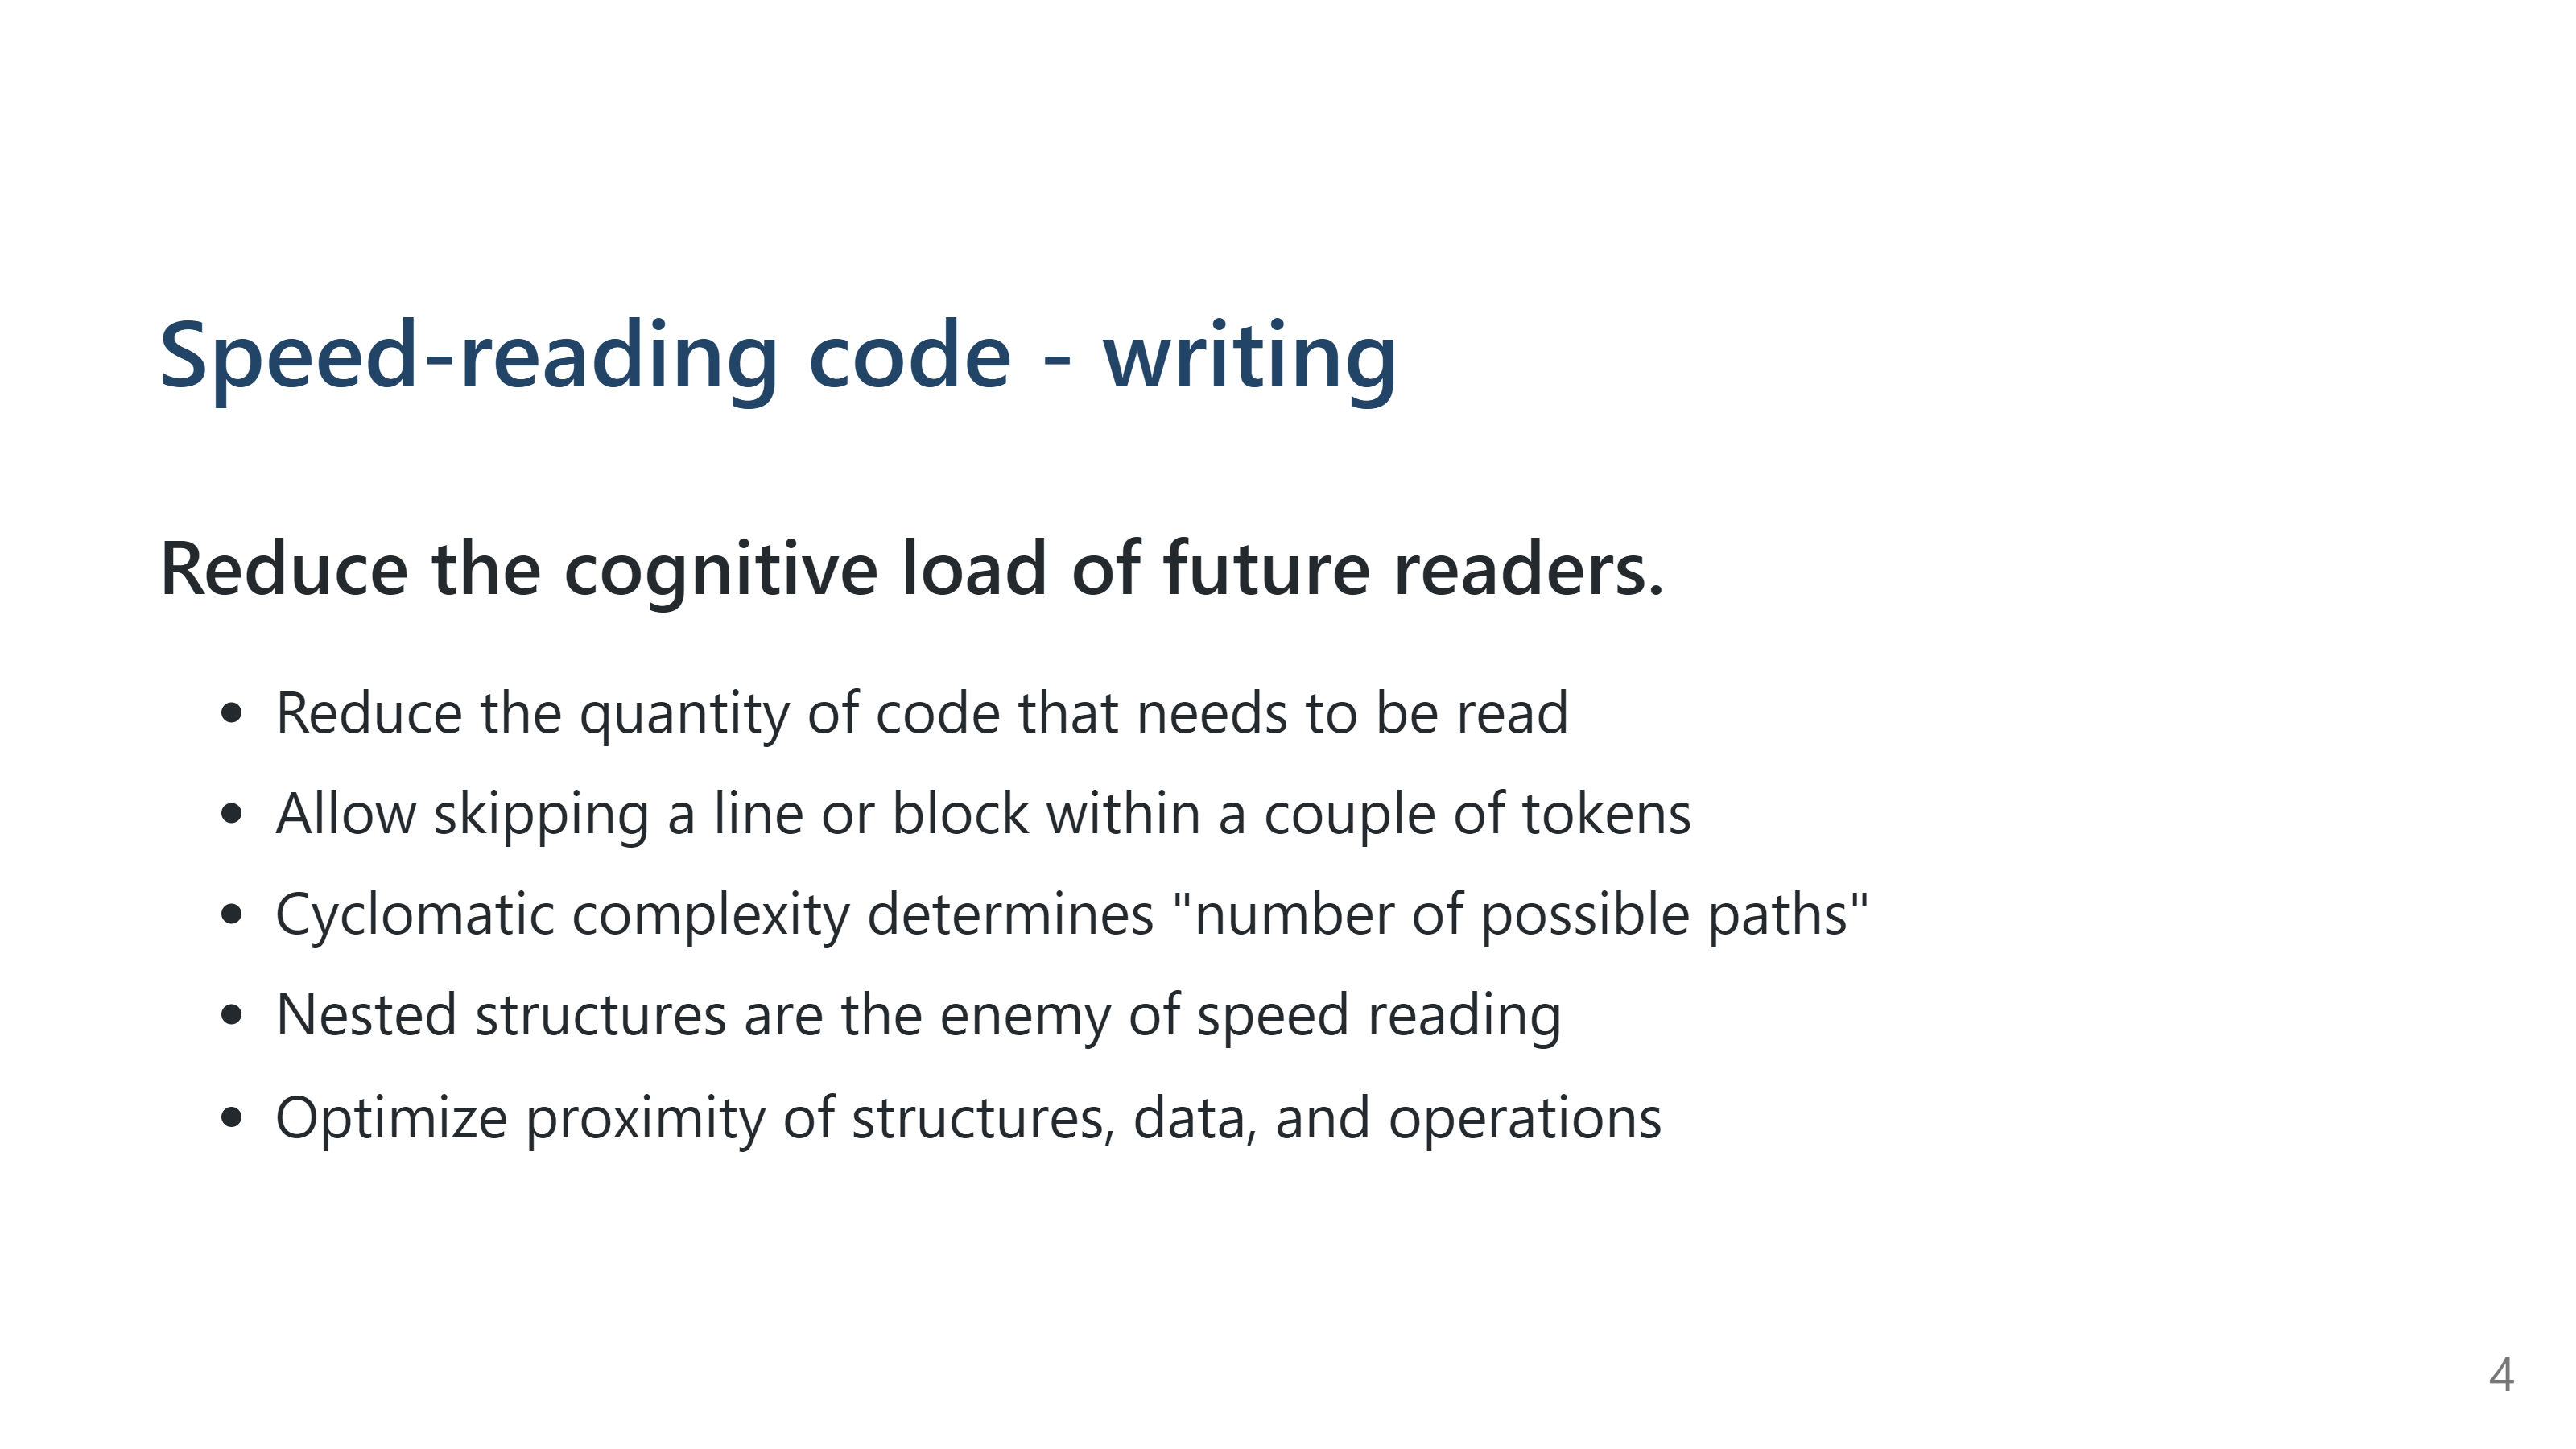 Speed-reading code - writing
Reduce the cognitive load of future readers.
• Reduce the quantity of code that needs to be read
• Allow skipping a line or block within a couple of tokens
• Cyclomatic complexity determines "number of possible paths"
• Nested structures are the enemy of speed reading
• Optimize proximity of structures, data, and operations
4